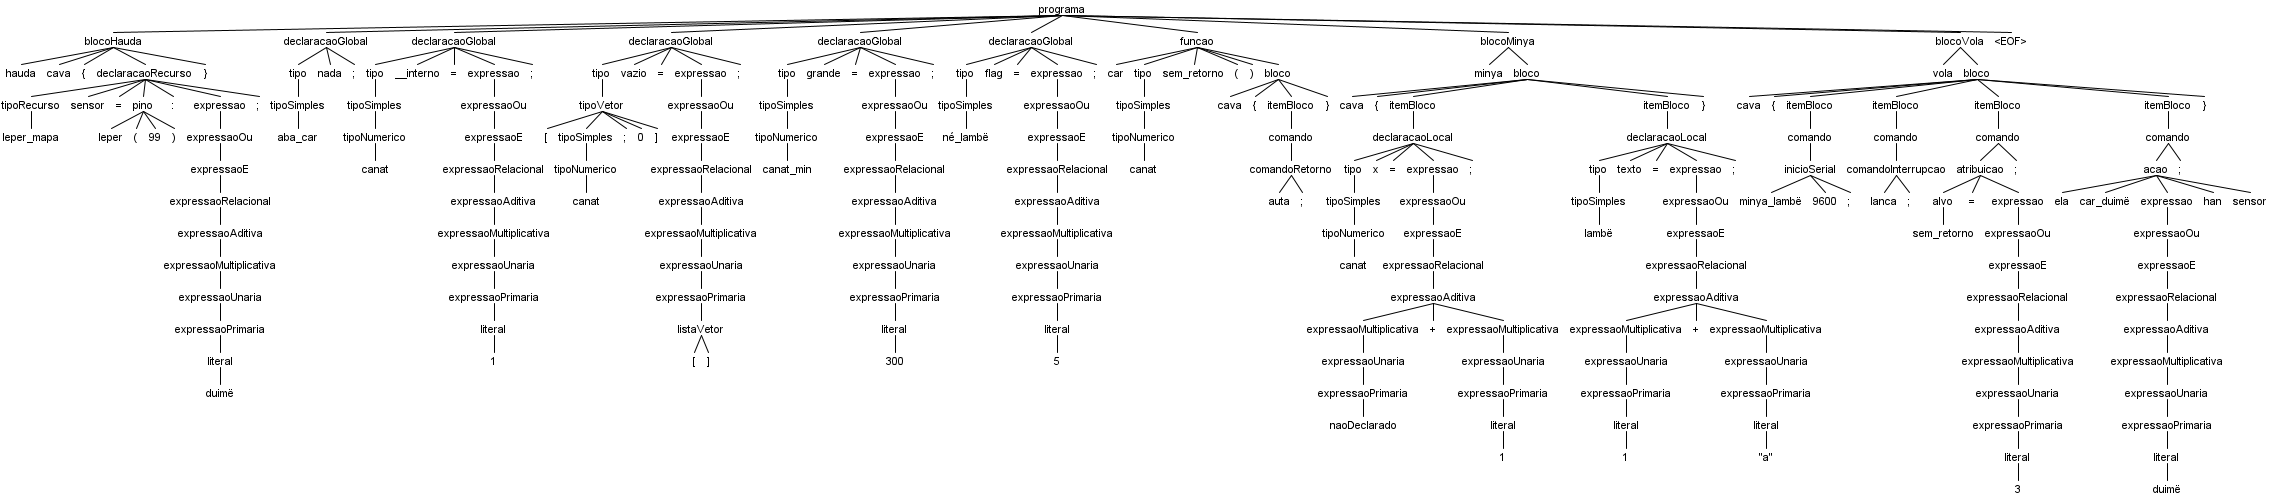 programa
blocoHauda declaracaoGlobal declaracaoGlobal declaracaoGlobal declaracaoGlobal declaracaoGlobal funcao blocoMinya blocoVola <EOF>
hauda cava { declaracaoRecurso } tipo nada ; tipo __interno = expressao ; tipo vazio = expressao ; tipo grande = expressao ; tipo flag = expressao ; car tipo sem_retorno ( ) bloco minya bloco vola bloco
tipoRecurso sensor = pino : expressao ; tipoSimples tipoSimples expressaoOu tipoVetor expressaoOu tipoSimples expressaoOu tipoSimples expressaoOu tipoSimples cava { itemBloco } cava { itemBloco itemBloco } cava { itemBloco itemBloco itemBloco itemBloco }
leper_mapa leper ( 99 ) expressaoOu aba_car tipoNumerico expressaoE [ tipoSimples ; 0 ] expressaoE tipoNumerico expressaoE né_lambë expressaoE tipoNumerico comando declaracaoLocal declaracaoLocal comando comando comando comando
expressaoE canat expressaoRelacional tipoNumerico expressaoRelacional canat_min expressaoRelacional expressaoRelacional canat comandoRetorno tipo x = expressao ; tipo texto = expressao ; inicioSerial comandoInterrupcao atribuicao ; acao ;
expressaoRelacional expressaoAditiva canat expressaoAditiva expressaoAditiva expressaoAditiva auta ; tipoSimples expressaoOu tipoSimples expressaoOu minya_lambë 9600 ; lanca ; alvo = expressao ela car_duimë expressao han sensor
expressaoAditiva expressaoMultiplicativa expressaoMultiplicativa expressaoMultiplicativa expressaoMultiplicativa tipoNumerico expressaoE lambë expressaoE sem_retorno expressaoOu expressaoOu
expressaoMultiplicativa expressaoUnaria expressaoUnaria expressaoUnaria expressaoUnaria canat expressaoRelacional expressaoRelacional expressaoE expressaoE
expressaoUnaria expressaoPrimaria expressaoPrimaria expressaoPrimaria expressaoPrimaria expressaoAditiva expressaoAditiva expressaoRelacional expressaoRelacional
expressaoPrimaria literal listaVetor literal literal expressaoMultiplicativa + expressaoMultiplicativa expressaoMultiplicativa + expressaoMultiplicativa expressaoAditiva expressaoAditiva
literal 1 [ ] 300 5 expressaoUnaria expressaoUnaria expressaoUnaria expressaoUnaria expressaoMultiplicativa expressaoMultiplicativa
duimë expressaoPrimaria expressaoPrimaria expressaoPrimaria expressaoPrimaria expressaoUnaria expressaoUnaria
naoDeclarado literal literal literal expressaoPrimaria expressaoPrimaria
1 1 "a" literal literal
3 duimë